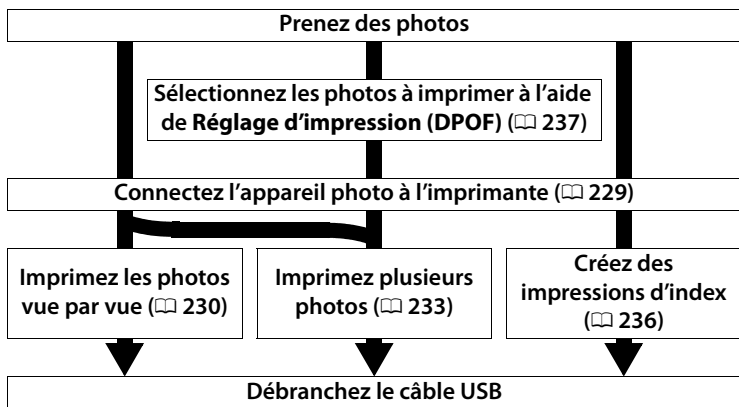 Prenez des photos
Sélectionnez les photos à imprimer à l'aide
de Réglage d'impression (DPOF) (🕮 237)
Connectez l'appareil photo à l'imprimante (🕮 229)
Imprimez les photos
vue par vue (🕮 230)
Imprimez plusieurs
photos (🕮 233)
Créez des
impressions d'index
(🕮 236)
Débranchez le câble USB